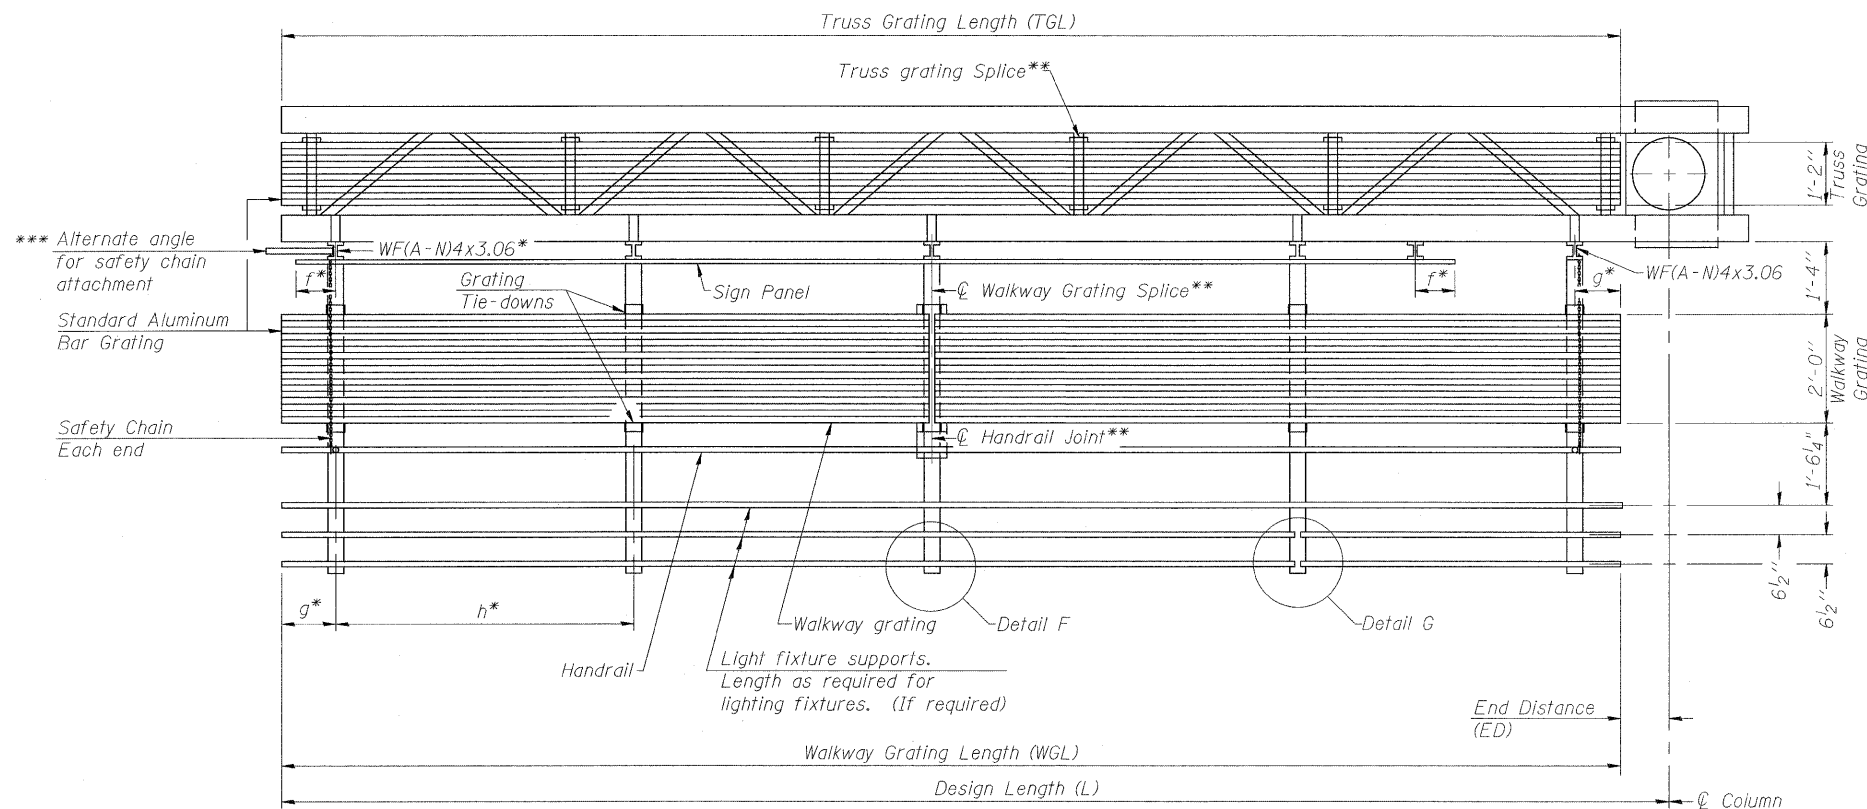 Truss Grating Length (TGL)
Truss grating Splice**
1'-2"
Truss
Grating
*** Alternate angle
for safety chain
attachment
WF(A-N)4x3.06*
WF(A-N)4x3.06
f*
Grating
Tie-downs
Sign Panel
℄ Walkway Grating Splice**
f*
g*
1'-4"
Standard Aluminum
Bar Grating
2'-0"
Walkway
Grating
Safety Chain
Each end
℄ Handrail Joint**
1'-6¼"
6½"
6½"
g*
h*
Walkway grating
Detail F
Detail G
Handrail
Light fixture supports.
Length as required for
lighting fixtures. (If required)
End Distance
(ED)
Walkway Grating Length (WGL)
Design Length (L)
℄ Column